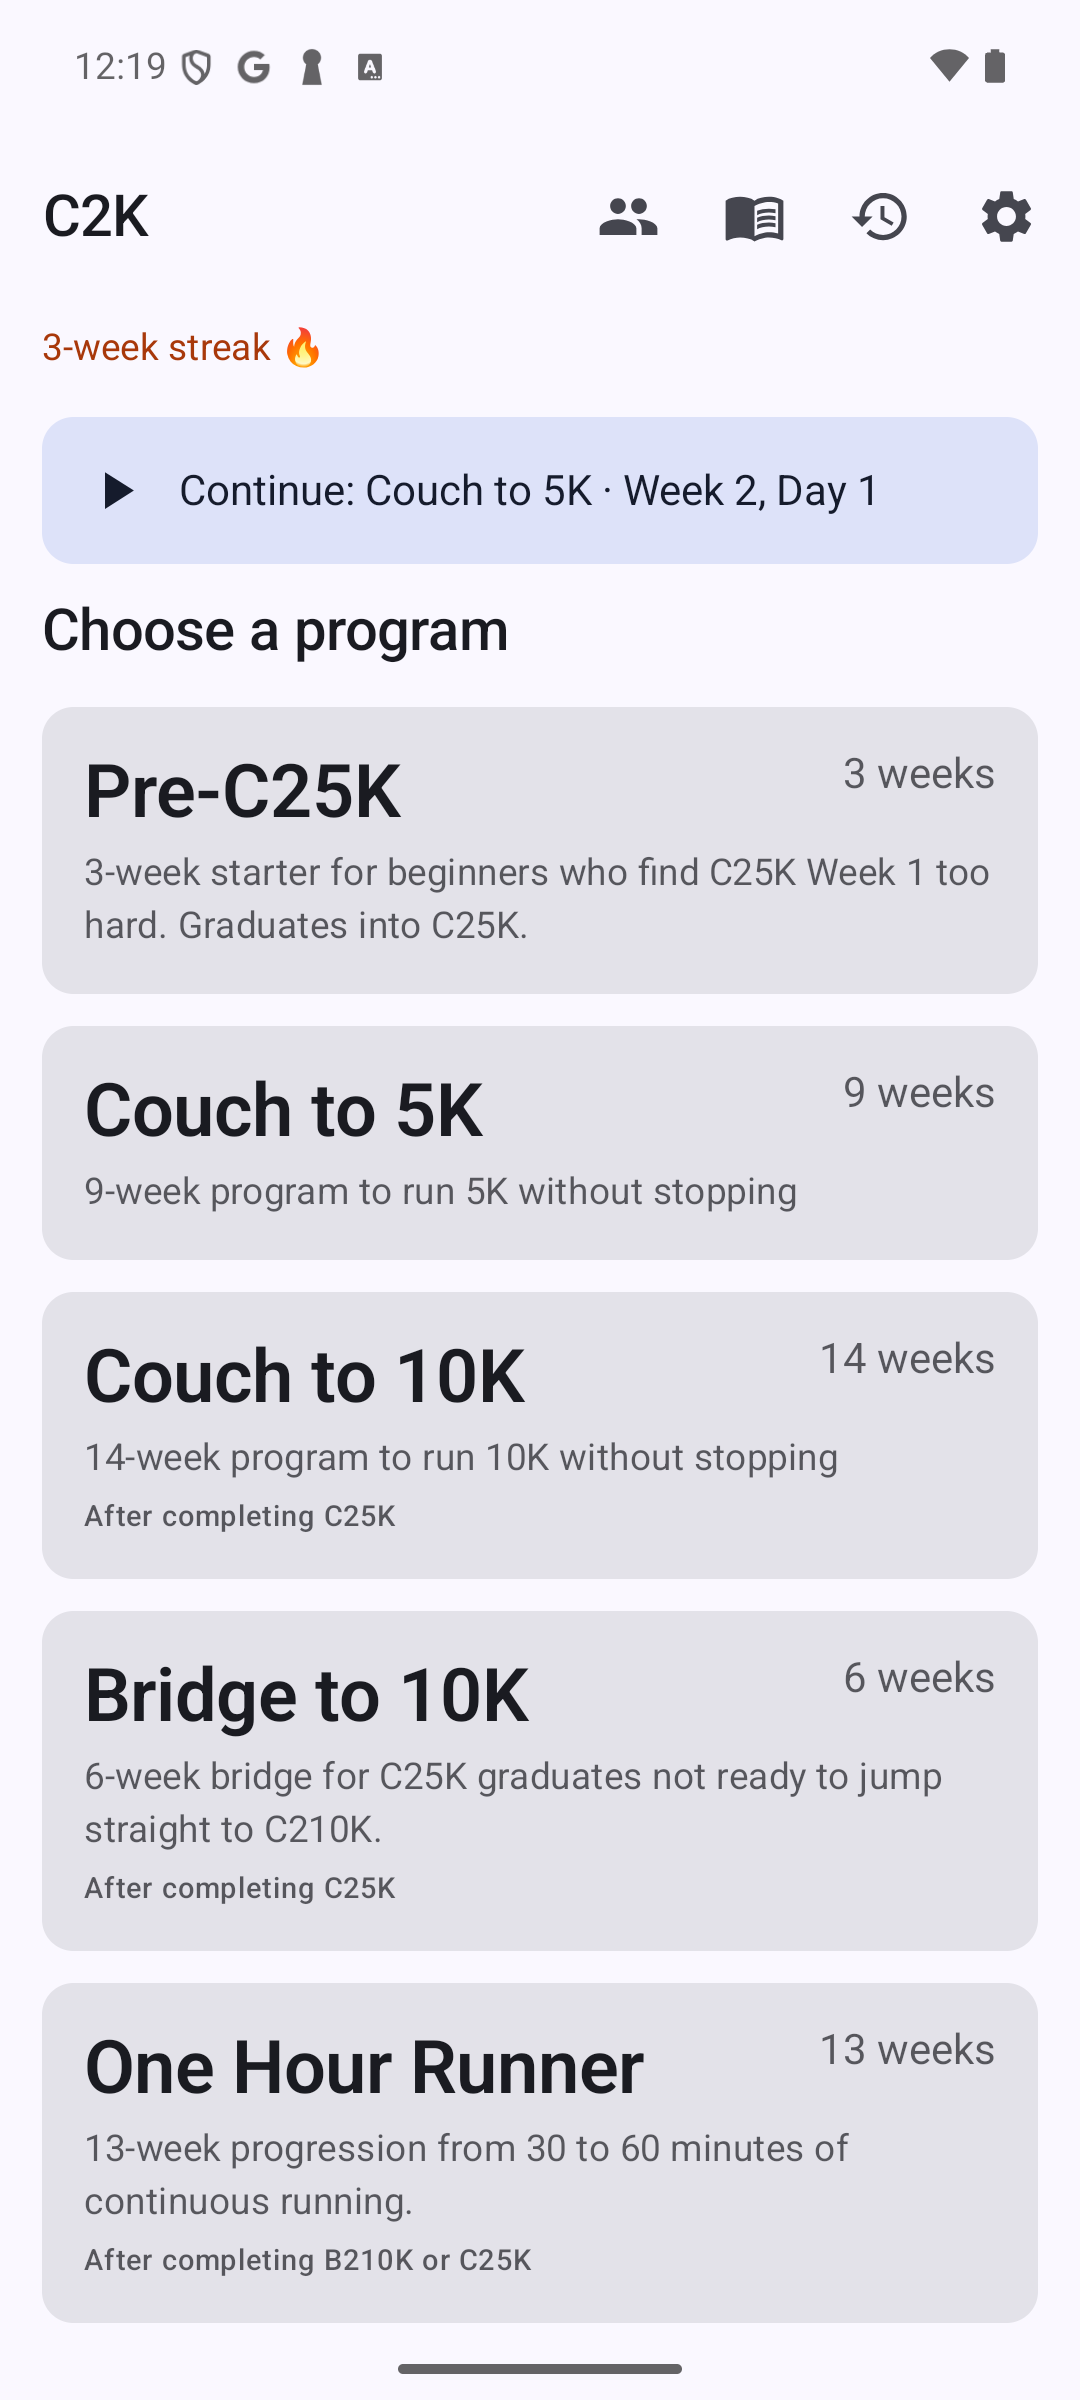 12:19
C2K
3-week streak 🔥
Continue: Couch to 5K · Week 2, Day 1
Choose a program
Pre-C25K
3 weeks
3-week starter for beginners who find C25K Week 1 too
hard. Graduates into C25K.
Couch to 5K
9 weeks
9-week program to run 5K without stopping
Couch to 10K
14 weeks
14-week program to run 10K without stopping
After completing C25K
Bridge to 10K
6 weeks
6-week bridge for C25K graduates not ready to jump
straight to C210K.
After completing C25K
One Hour Runner
13 weeks
13-week progression from 30 to 60 minutes of
continuous running.
After completing B210K or C25K